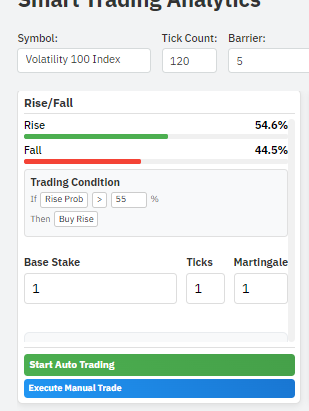 Smart Trading Analytics
Symbol: Tick Count: Barrier:
Volatility 100 Index 120 5
Rise/Fall
Rise 54.6%
Fall 44.5%
Trading Condition
If Rise Prob > 55 %
Then Buy Rise
Base Stake Ticks Martingale
1 1 1
Start Auto Trading
Execute Manual Trade